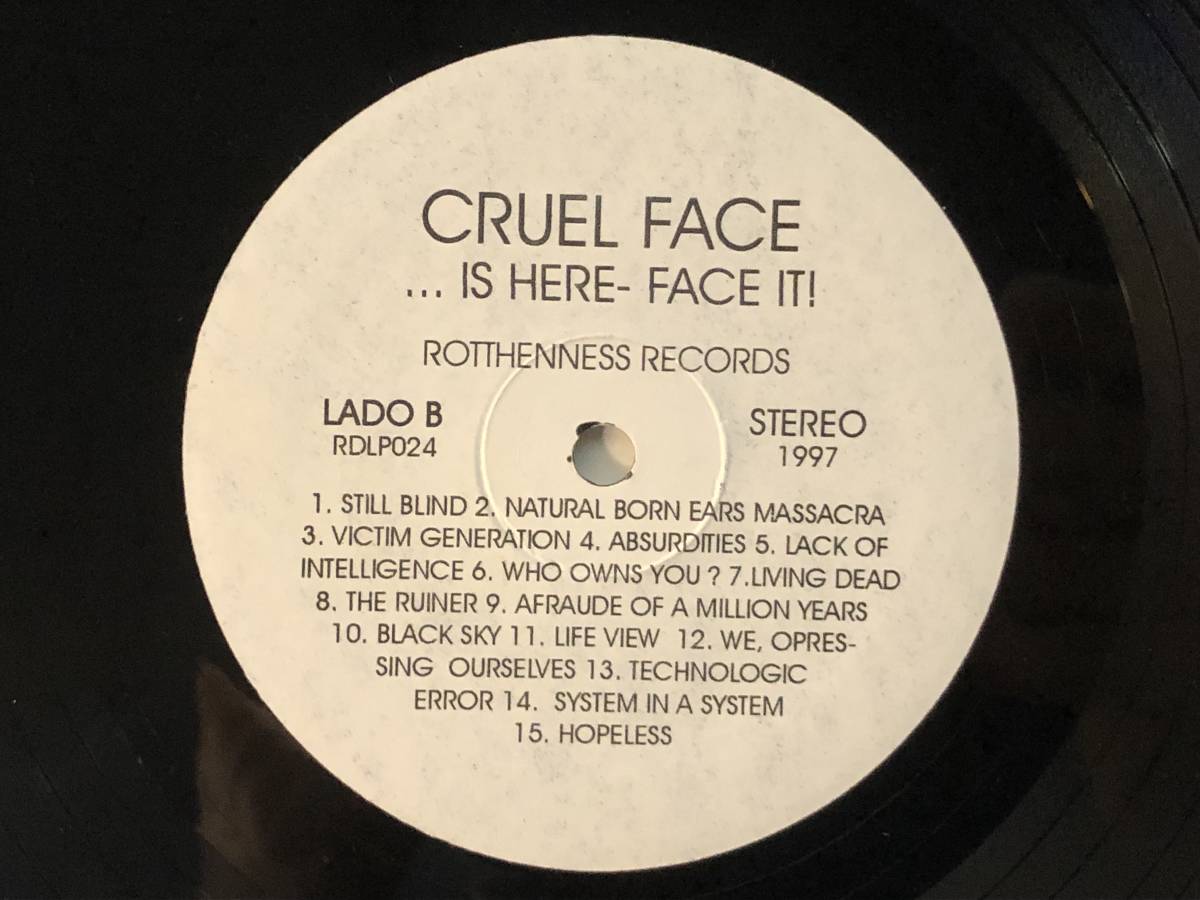 CRUEL FACE
... IS HERE- FACE IT!
ROTTHENNESS RECORDS
LADO B
RDLP024
STEREO
1997
1. STILL BLIND 2. NATURAL BORN EARS MASSACRA
3. VICTIM GENERATION 4. ABSURDITIES 5. LACK OF
INTELLIGENCE 6. WHO OWNS YOU ? 7.LIVING DEAD
8. THE RUINER 9. AFRAUDE OF A MILLION YEARS
10. BLACK SKY 11. LIFE VIEW 12. WE, OPRES-
SING OURSELVES 13. TECHNOLOGIC
ERROR 14. SYSTEM IN A SYSTEM
15. HOPELESS